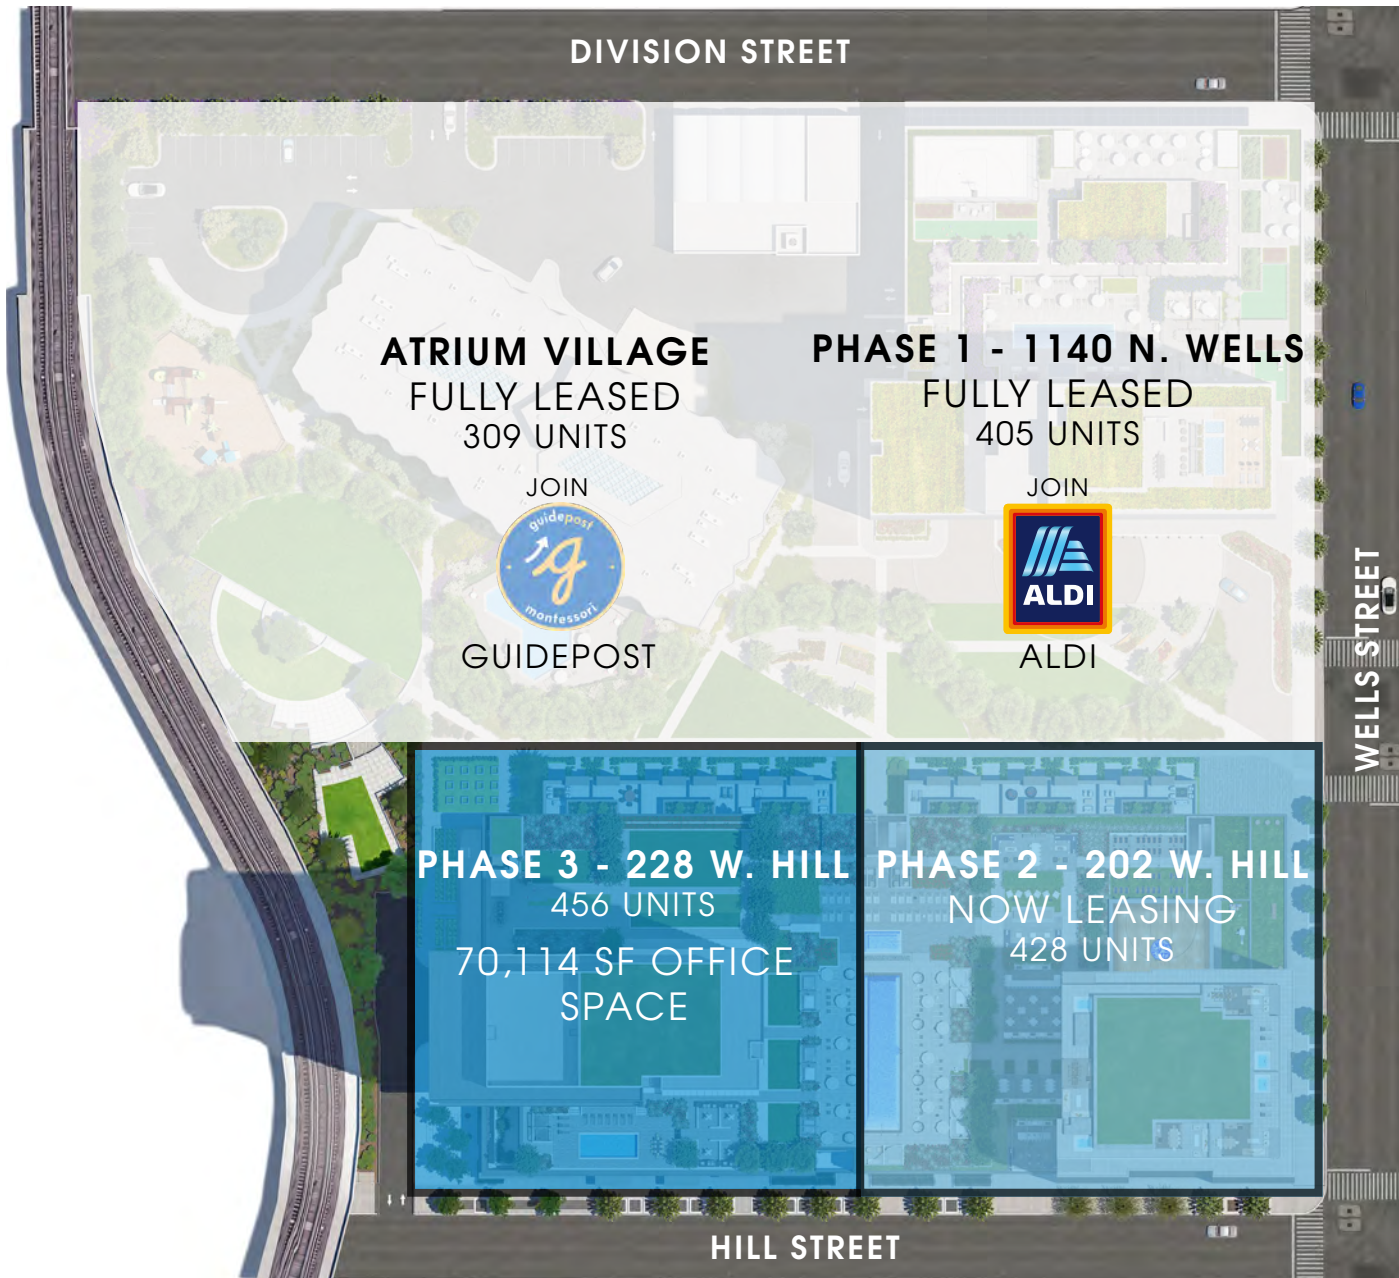 DIVISION STREET
ATRIUM VILLAGE
FULLY LEASED
309 UNITS
JOIN
guidepost
g
montessori
GUIDEPOST
PHASE 1 - 1140 N. WELLS
FULLY LEASED
405 UNITS
JOIN
ALDI
ALDI
WELLS STREET
PHASE 3 - 228 W. HILL
456 UNITS
70,114 SF OFFICE
SPACE
PHASE 2 - 202 W. HILL
NOW LEASING
428 UNITS
HILL STREET